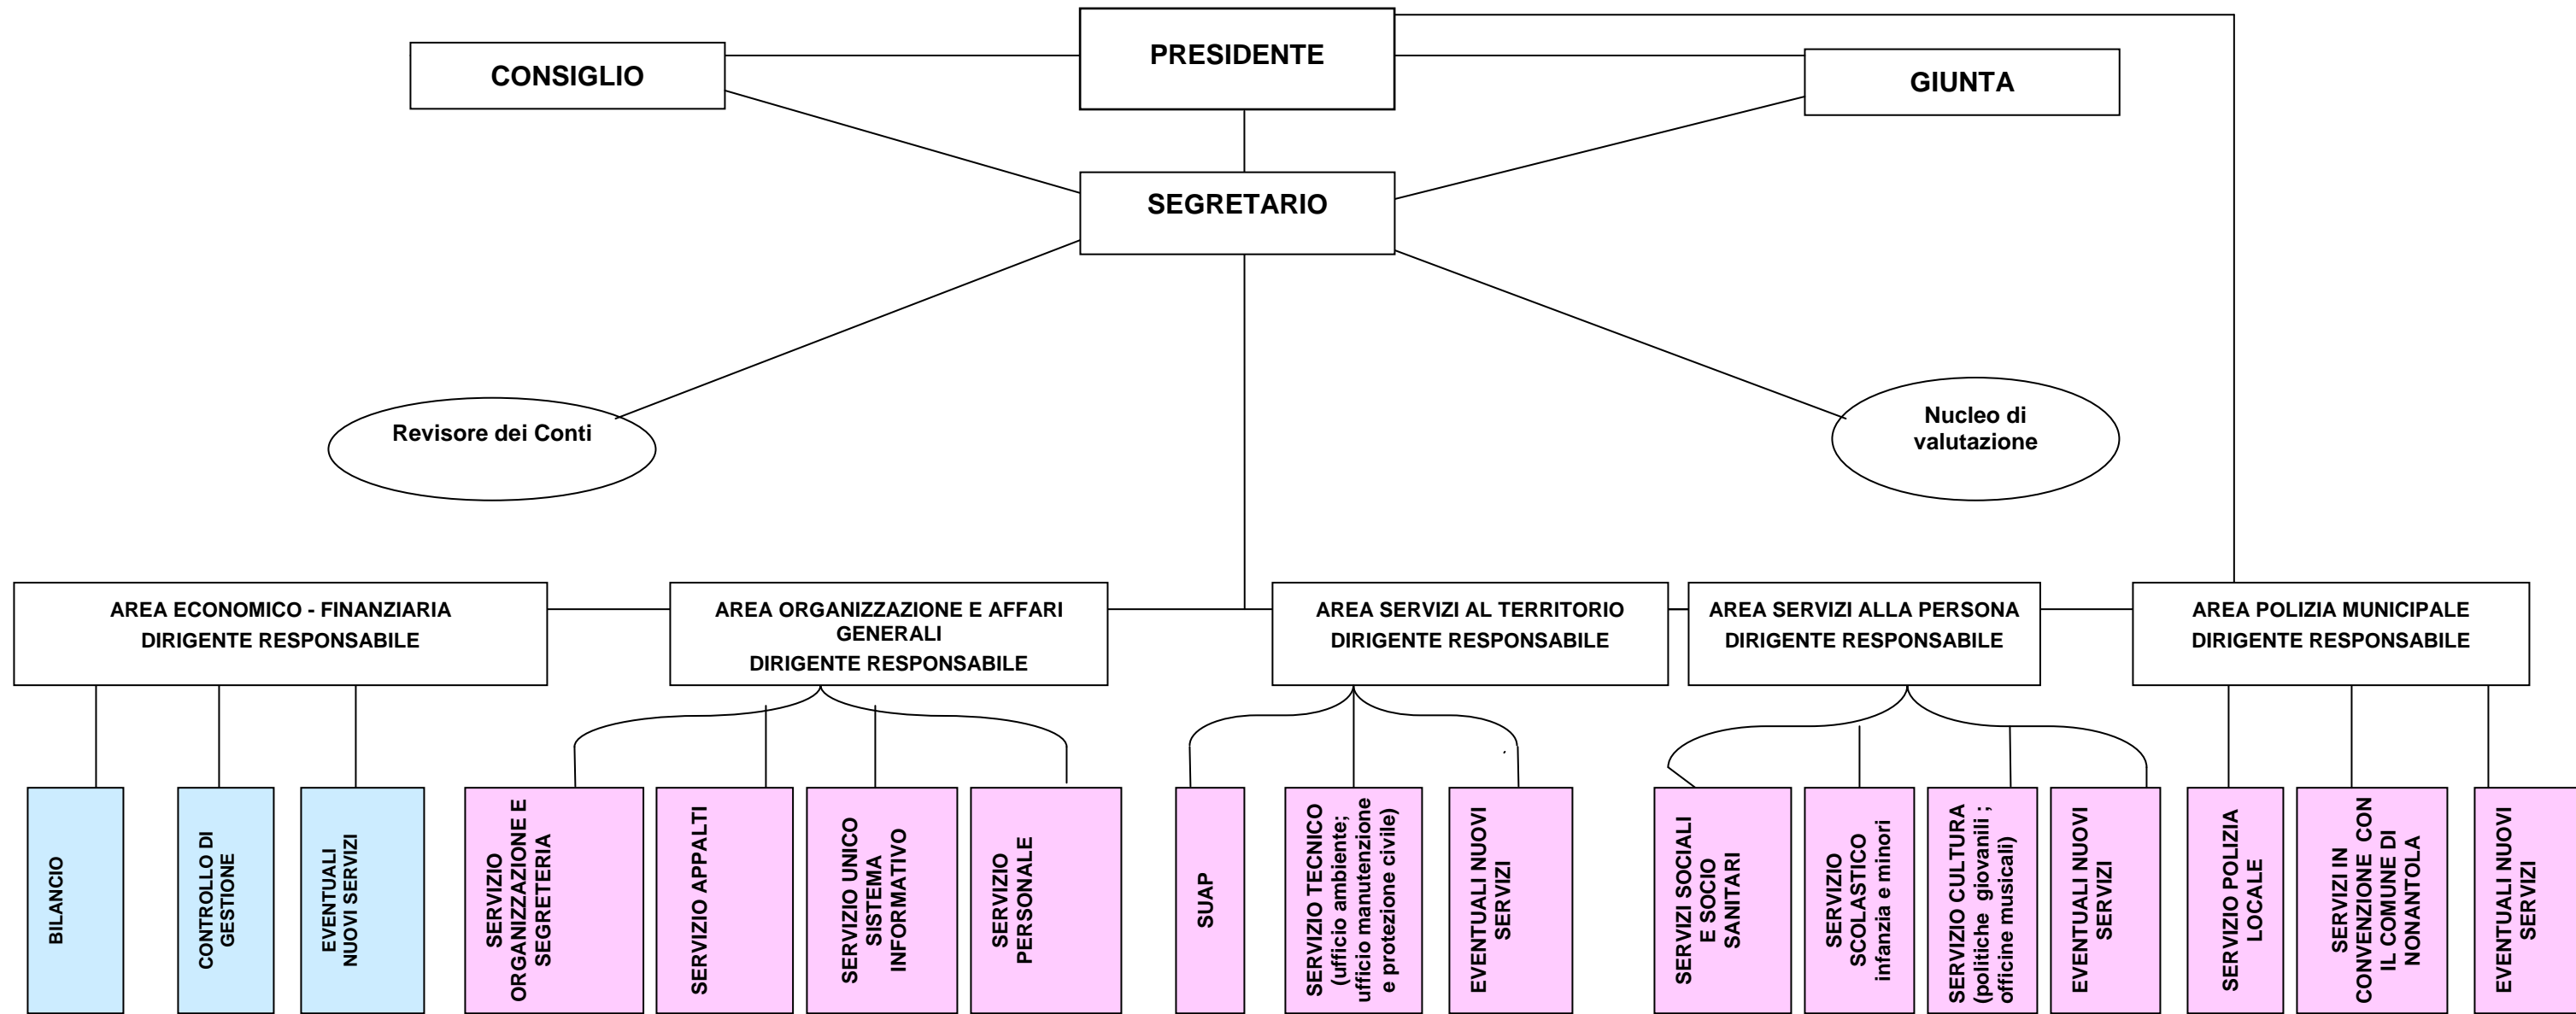 PRESIDENTE
CONSIGLIO
GIUNTA
SEGRETARIO
Revisore dei Conti
Nucleo di
valutazione
AREA ECONOMICO - FINANZIARIA
DIRIGENTE RESPONSABILE
AREA ORGANIZZAZIONE E AFFARI
GENERALI
DIRIGENTE RESPONSABILE
AREA SERVIZI AL TERRITORIO
DIRIGENTE RESPONSABILE
AREA SERVIZI ALLA PERSONA
DIRIGENTE RESPONSABILE
AREA POLIZIA MUNICIPALE
DIRIGENTE RESPONSABILE
BILANCIO
CONTROLLO DI
GESTIONE
EVENTUALI
NUOVI SERVIZI
SERVIZIO
ORGANIZZAZIONE E
SEGRETERIA
SERVIZIO APPALTI
SERVIZIO UNICO
SISTEMA
INFORMATIVO
SERVIZIO
PERSONALE
SUAP
SERVIZIO TECNICO
(ufficio ambiente;
ufficio manutenzione
e protezione civile)
EVENTUALI NUOVI
SERVIZI
SERVIZI SOCIALI
E SOCIO
SANITARI
SERVIZIO
SCOLASTICO
infanzia e minori
SERVIZIO CULTURA
(politiche giovanili ;
officine musicali)
EVENTUALI NUOVI
SERVIZI
SERVIZIO POLIZIA
LOCALE
SERVIZI IN
CONVENZIONE CON
IL COMUNE DI
NONANTOLA
EVENTUALI NUOVI
SERVIZI